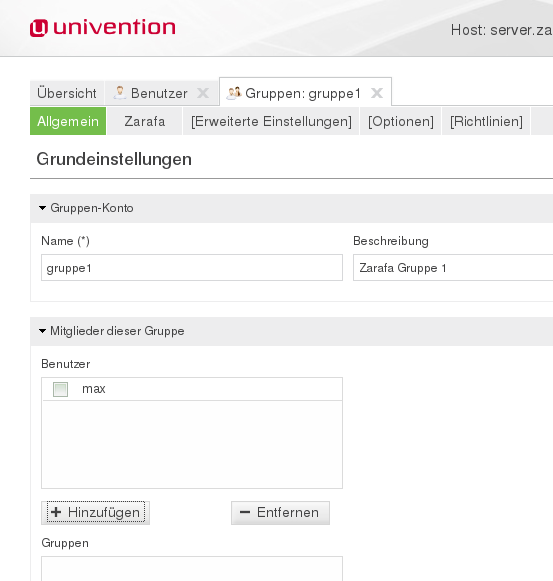 univention
Host: server.za
Übersicht Benutzer Gruppen: gruppe1
Allgemein Zarafa [Erweiterte Einstellungen] [Optionen] [Richtlinien]
Grundeinstellungen
Gruppen-Konto
Name (*) Beschreibung
gruppe1 Zarafa Gruppe 1
Mitglieder dieser Gruppe
Benutzer
max
Hinzufügen Entfernen
Gruppen